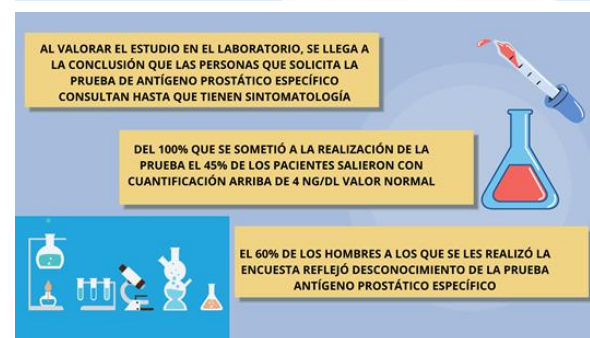 AL VALORAR EL ESTUDIO EN EL LABORATORIO, SE LLEGA A
LA CONCLUSIÓN QUE LAS PERSONAS QUE SOLICITA LA
PRUEBA DE ANTÍGENO PROSTÁTICO ESPECÍFICO
CONSULTAN HASTA QUE TIENEN SINTOMATOLOGÍA
DEL 100% QUE SE SOMETIÓ A LA REALIZACIÓN DE LA
PRUEBA EL 45% DE LOS PACIENTES SALIERON CON
CUANTIFICACIÓN ARRIBA DE 4 NG/DL VALOR NORMAL
EL 60% DE LOS HOMBRES A LOS QUE SE LES REALIZÓ LA
ENCUESTA REFLEJÓ DESCONOCIMIENTO DE LA PRUEBA
ANTÍGENO PROSTÁTICO ESPECÍFICO